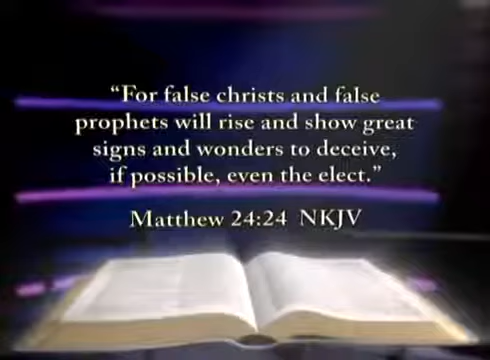 “For false christs and false
prophets will rise and show great
signs and wonders to deceive,
if possible, even the elect.”
Matthew 24:24 NKJV